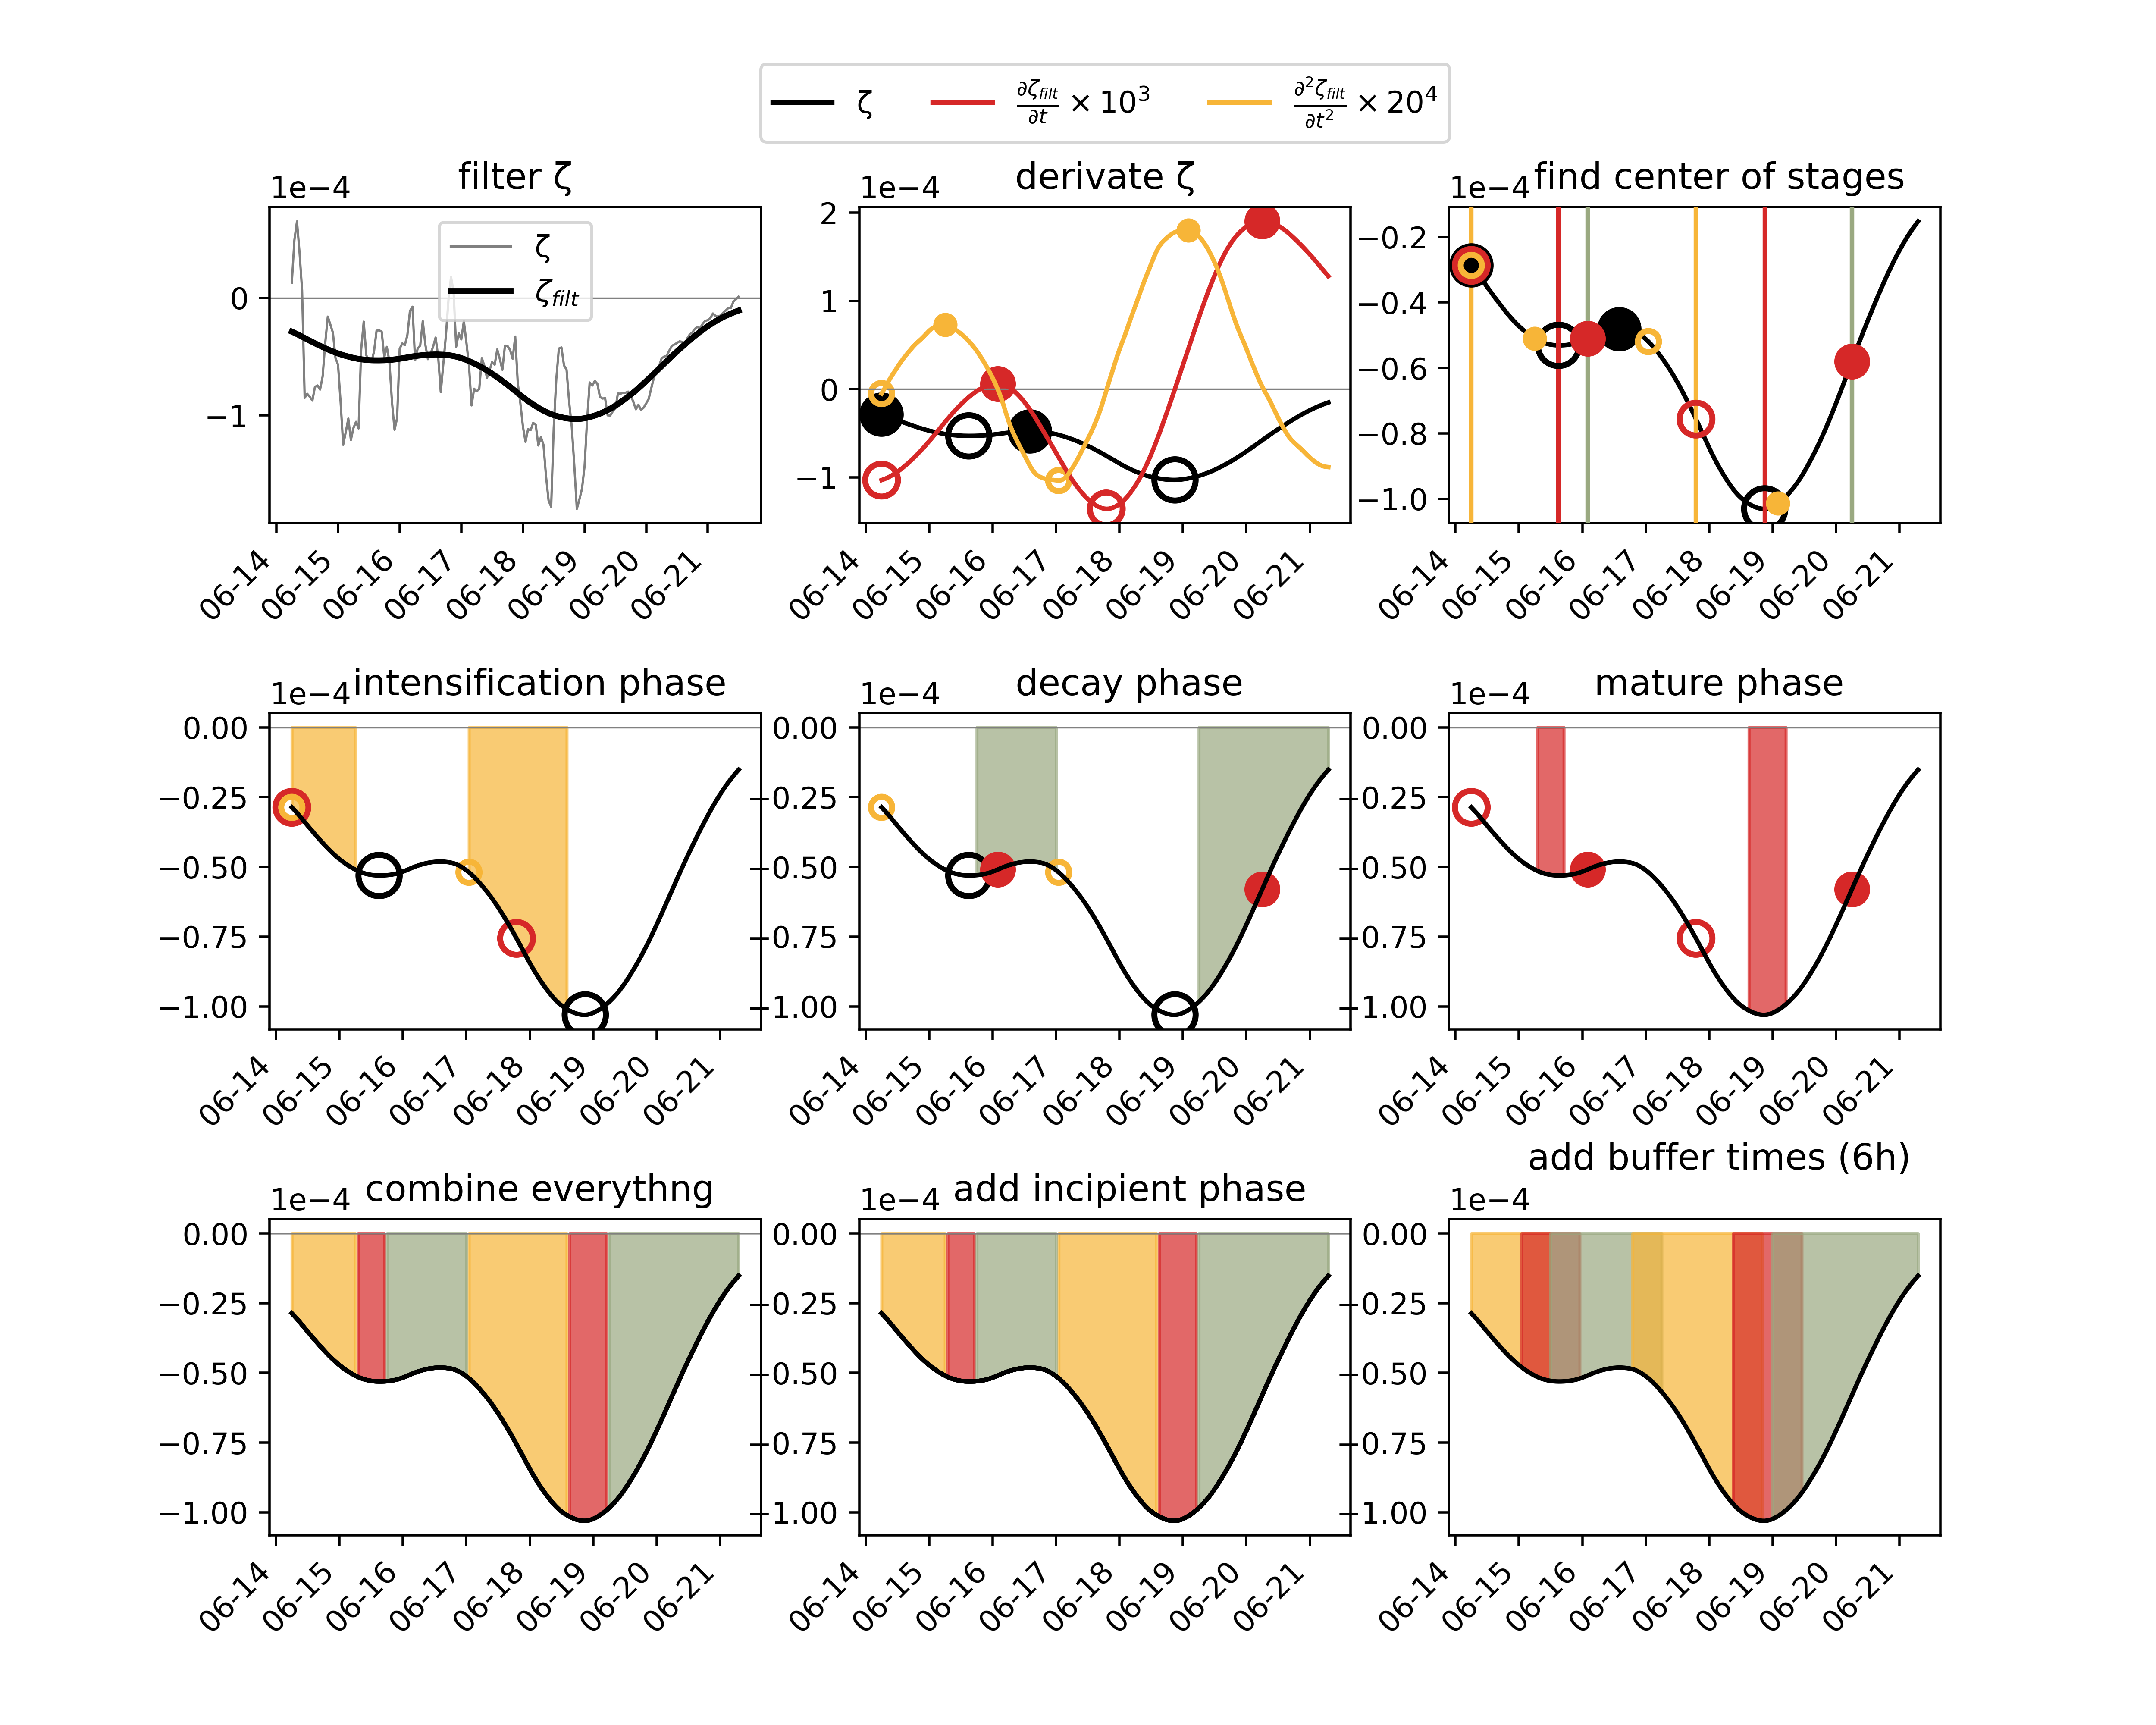 ζ ∂ζ_filt/∂t × 10³ ∂²ζ_filt/∂t² × 20⁴
filter ζ
1e−4
ζ
ζ_filt
0
−1
06-14 06-15 06-16 06-17 06-18 06-19 06-20 06-21
derivate ζ
1e−4
2
1
0
−1
06-14 06-15 06-16 06-17 06-18 06-19 06-20 06-21
find center of stages
1e−4
−0.2
−0.4
−0.6
−0.8
−1.0
06-14 06-15 06-16 06-17 06-18 06-19 06-20 06-21
intensification phase
1e−4
0.00
−0.25
−0.50
−0.75
−1.00
06-14 06-15 06-16 06-17 06-18 06-19 06-20 06-21
decay phase
1e−4
0.00
−0.25
−0.50
−0.75
−1.00
06-14 06-15 06-16 06-17 06-18 06-19 06-20 06-21
mature phase
1e−4
0.00
−0.25
−0.50
−0.75
−1.00
06-14 06-15 06-16 06-17 06-18 06-19 06-20 06-21
combine everythng
1e−4
0.00
−0.25
−0.50
−0.75
−1.00
06-14 06-15 06-16 06-17 06-18 06-19 06-20 06-21
add incipient phase
1e−4
0.00
−0.25
−0.50
−0.75
−1.00
06-14 06-15 06-16 06-17 06-18 06-19 06-20 06-21
add buffer times (6h)
1e−4
0.00
−0.25
−0.50
−0.75
−1.00
06-14 06-15 06-16 06-17 06-18 06-19 06-20 06-21